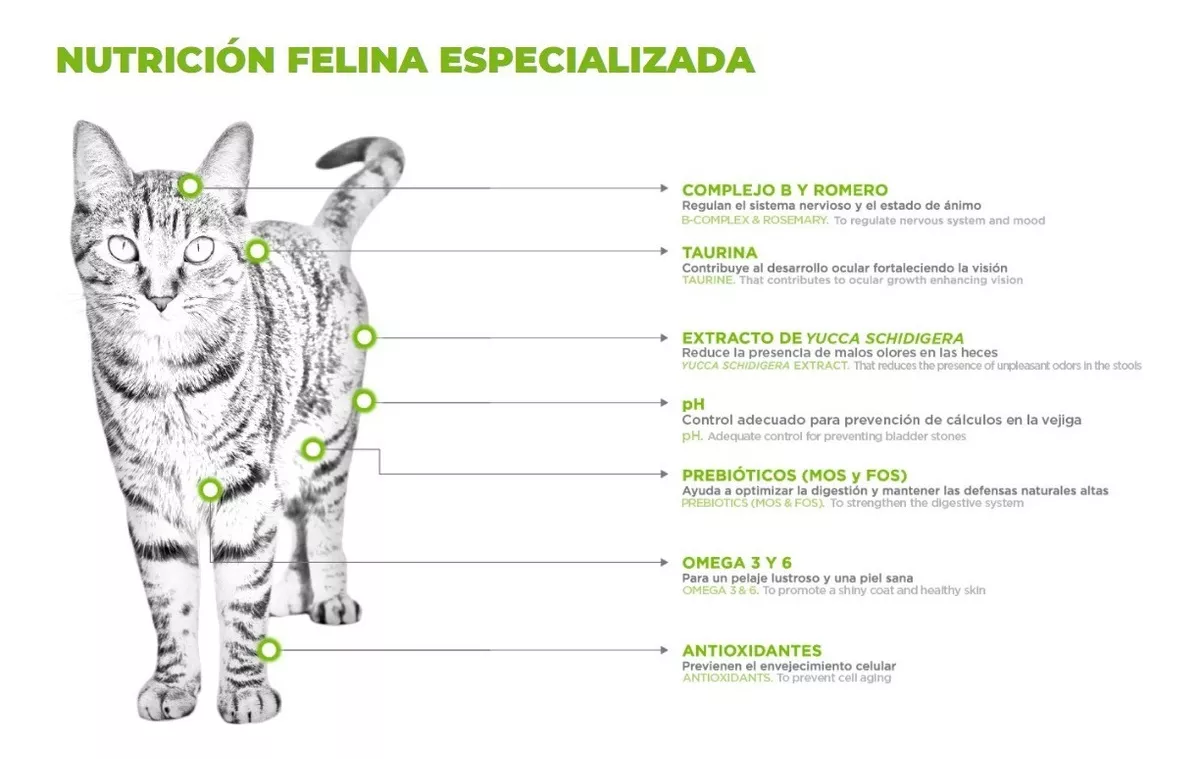 NUTRICIÓN FELINA ESPECIALIZADA
COMPLEJO B Y ROMERO
Regulan el sistema nervioso y el estado de ánimo
B-COMPLEX & ROSEMARY. To regulate nervous system and mood
TAURINA
Contribuye al desarrollo ocular fortaleciendo la visión
TAURINE. That contributes to ocular growth enhancing vision
EXTRACTO DE YUCCA SCHIDIGERA
Reduce la presencia de malos olores en las heces
YUCCA SCHIDIGERA EXTRACT. That reduces the presence of unpleasant odors in the stools
pH
Control adecuado para prevención de cálculos en la vejiga
pH. Adequate control for preventing bladder stones
PREBIÓTICOS (MOS y FOS)
Ayuda a optimizar la digestión y mantener las defensas naturales altas
PREBIOTICS (MOS & FOS). To strengthen the digestive system
OMEGA 3 Y 6
Para un pelaje lustroso y una piel sana
OMEGA 3 & 6. To promote a shiny coat and healthy skin
ANTIOXIDANTES
Previenen el envejecimiento celular
ANTIOXIDANTS. To prevent cell aging